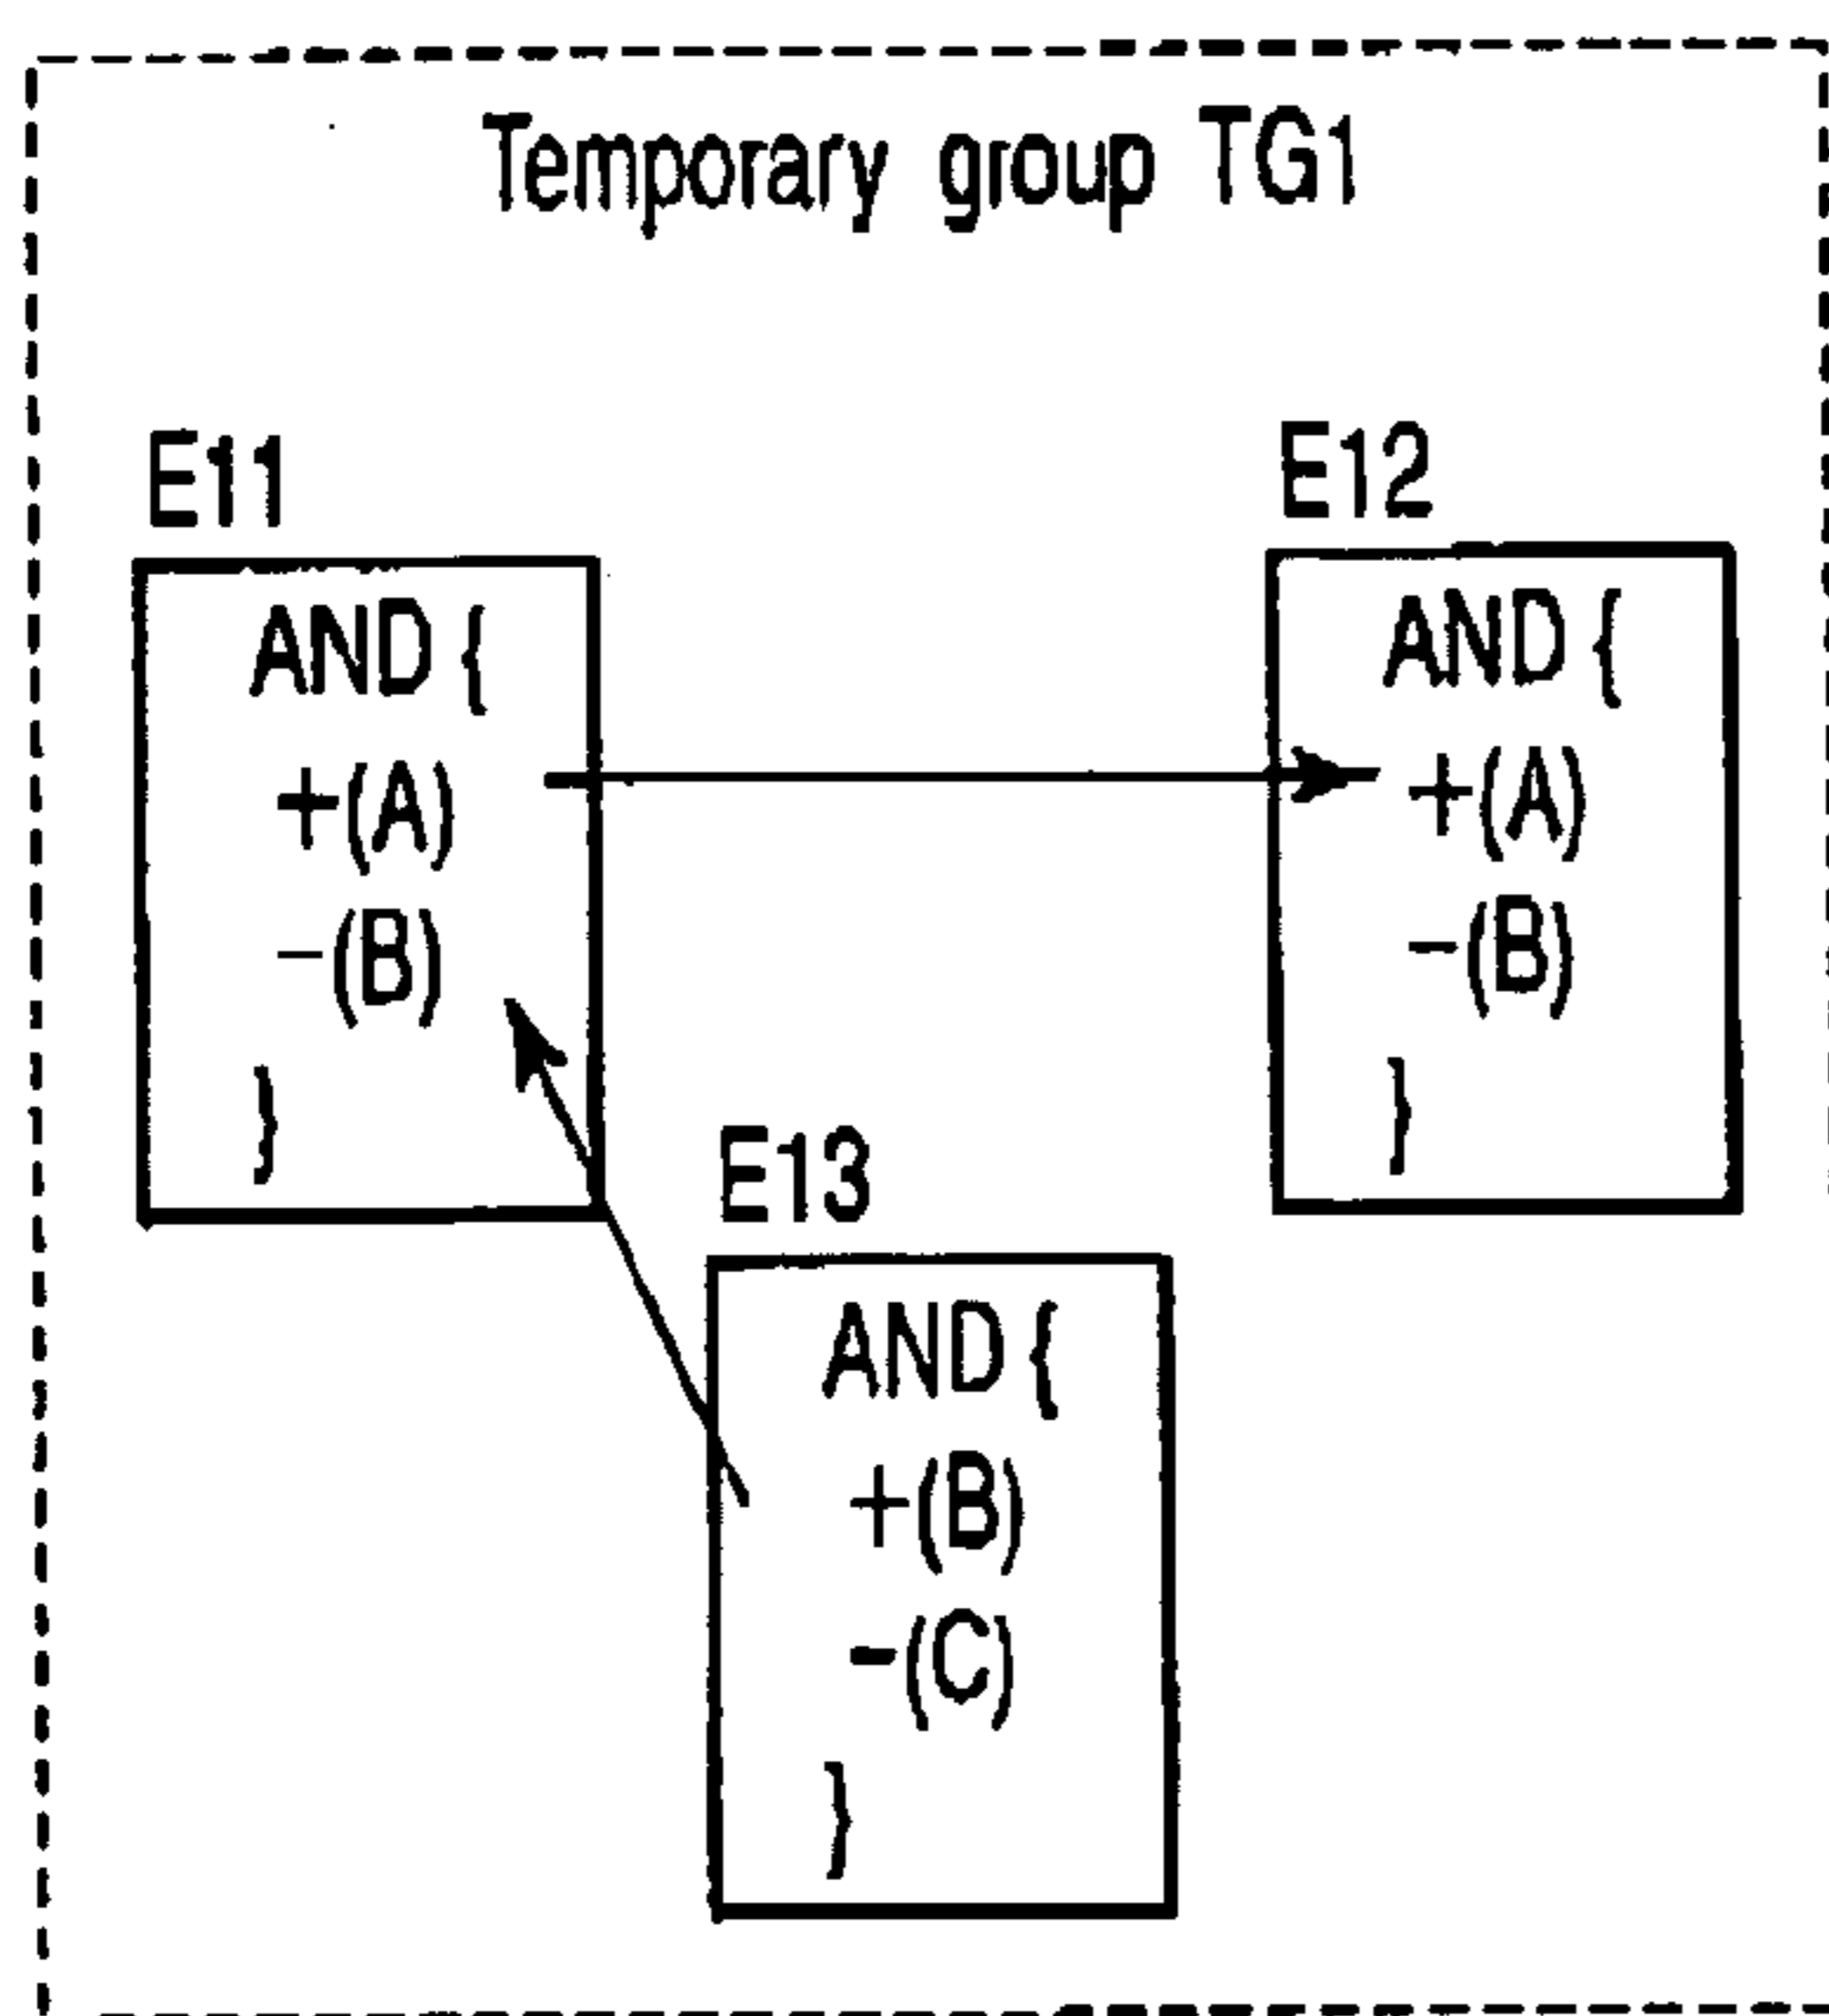 Temporary group TG1
E11
AND {
+(A)
-(B)
}
E12
AND {
+(A)
-(B)
}
E13
AND {
+(B)
-(C)
}